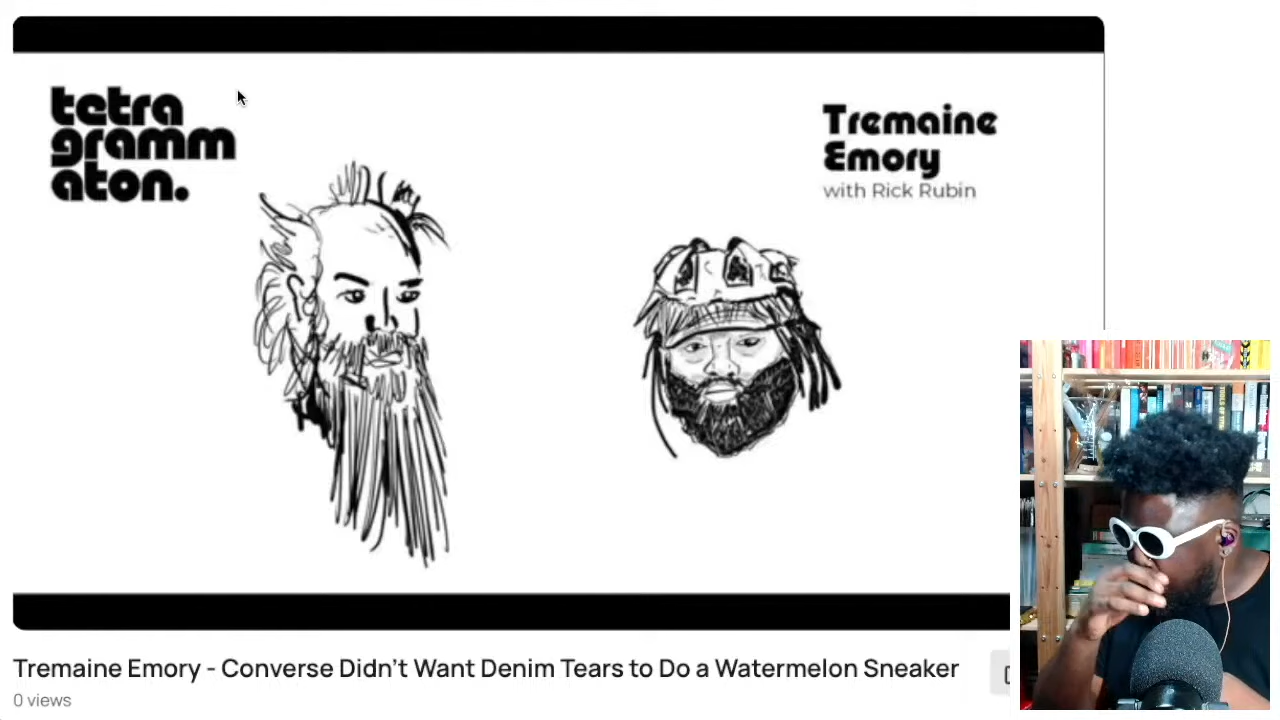 tetra
gramm
aton.
Tremaine
Emory
with Rick Rubin
Tremaine Emory - Converse Didn't Want Denim Tears to Do a Watermelon Sneaker
0 views